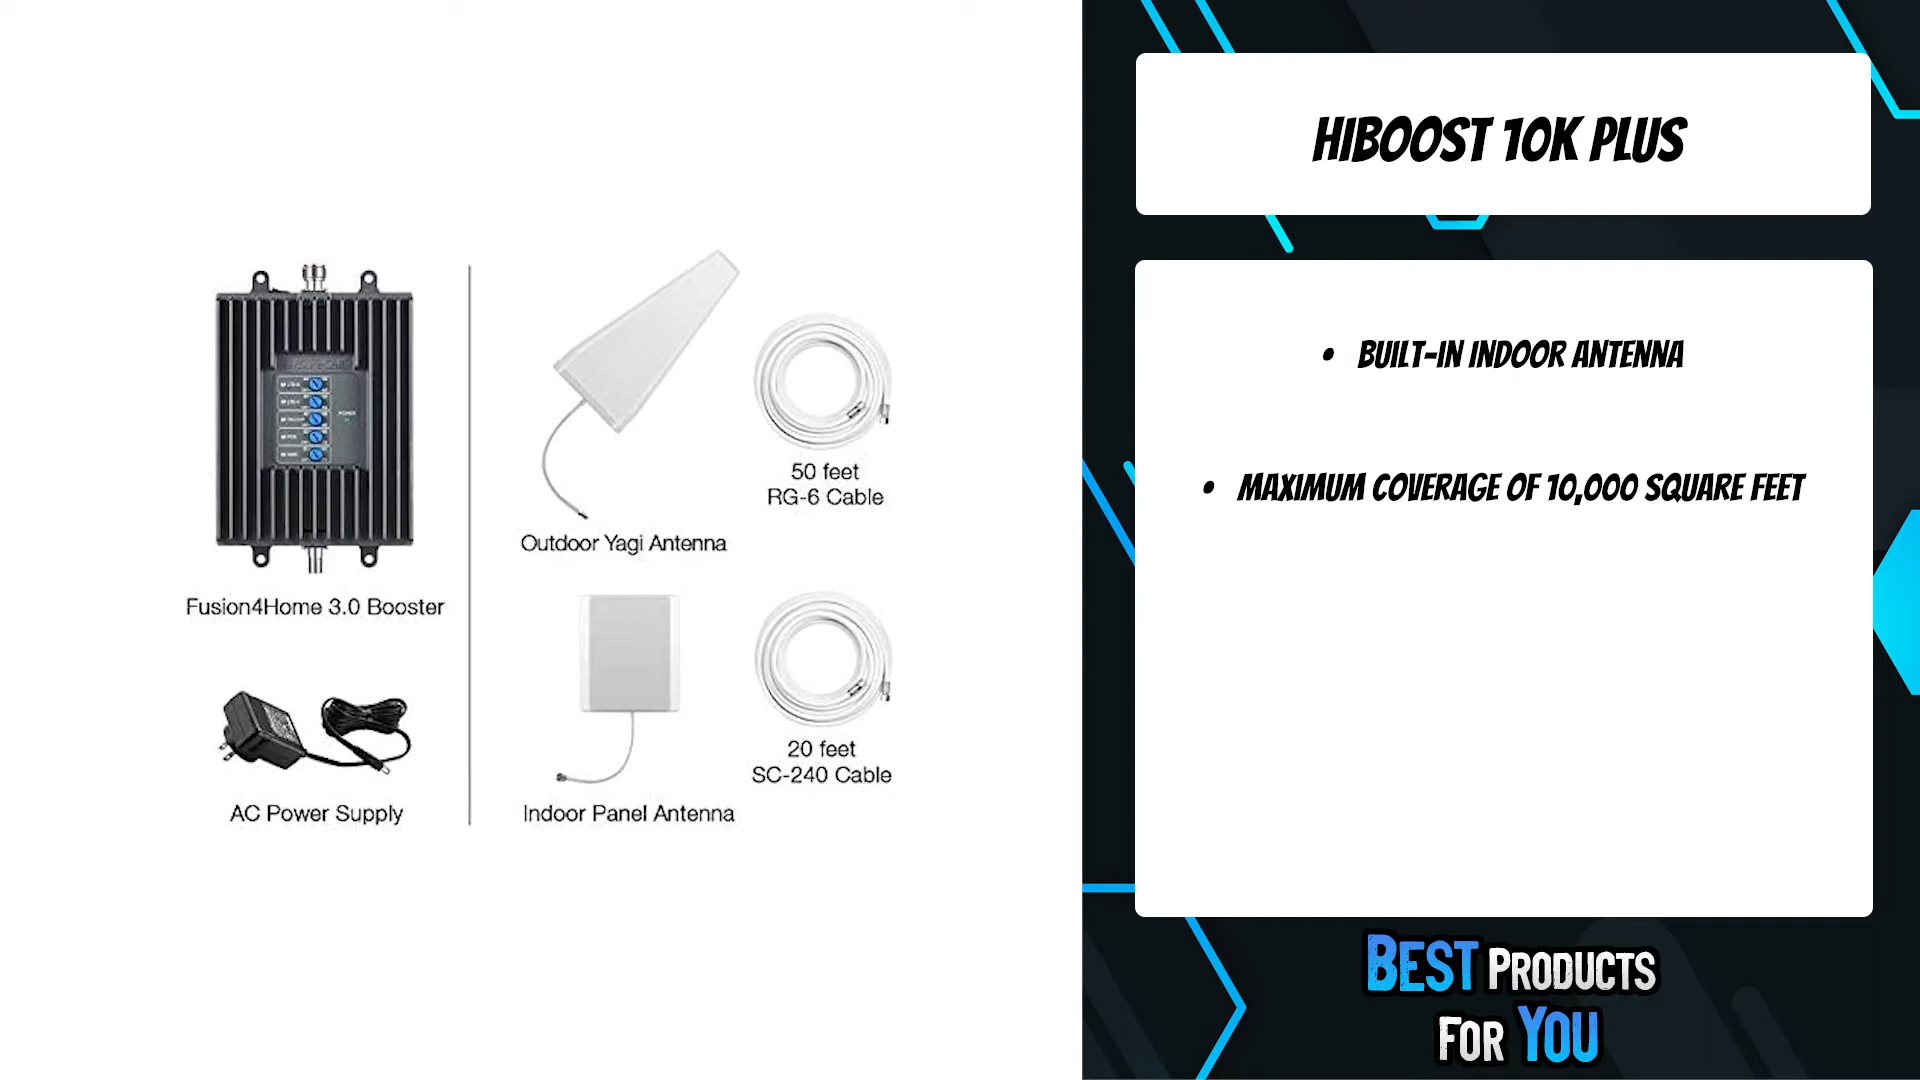 Fusion4Home 3.0 Booster
AC Power Supply
Outdoor Yagi Antenna
50 feet
RG-6 Cable
Indoor Panel Antenna
20 feet
SC-240 Cable
POWER
HIBOOST 10K PLUS
• BUILT-IN INDOOR ANTENNA
• MAXIMUM COVERAGE OF 10,000 SQUARE FEET
BEST PRODUCTS
FOR YOU